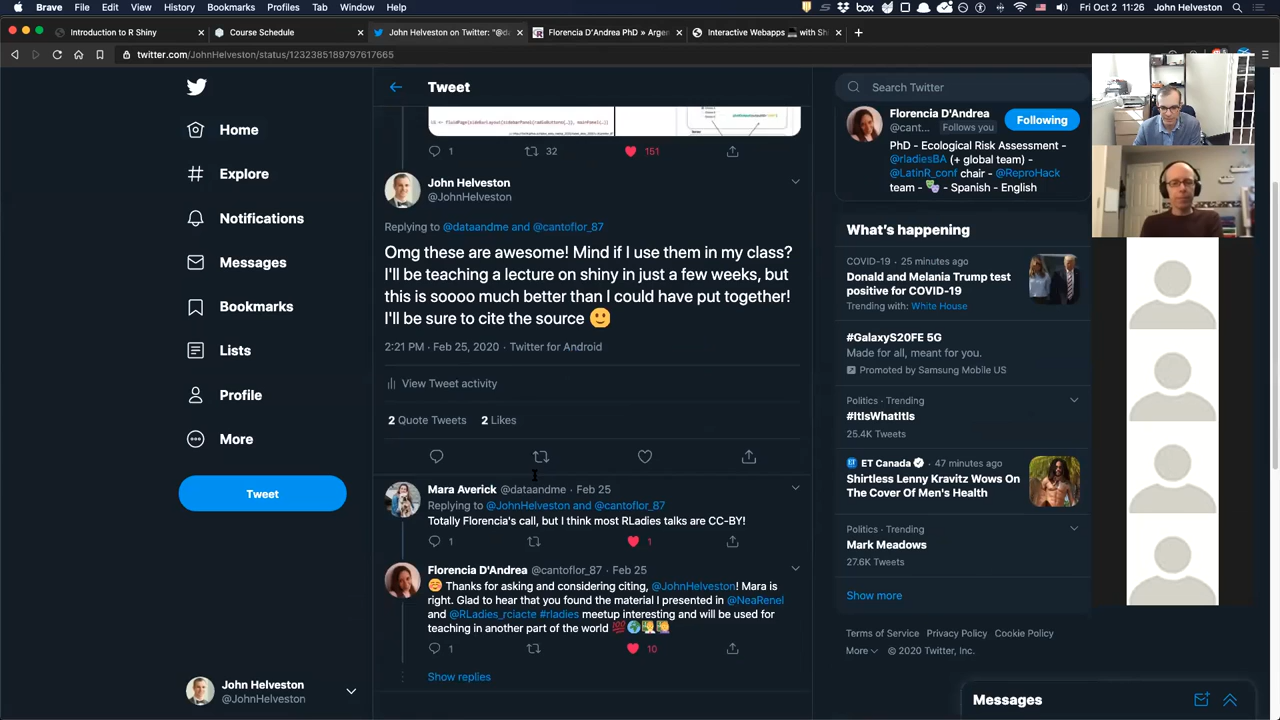 Brave File Edit View History Bookmarks Profiles Tab Window Help
box Fri Oct 2 11:26 John Helveston
Introduction to R Shiny × Course Schedule × John Helveston on Twitter: "@da × Florencia D'Andrea PhD » Argen × Interactive Webapps with Sh × +
twitter.com/JohnHelveston/status/1232385189797617665
Home
Explore
Notifications
Messages
Bookmarks
Lists
Profile
More
Tweet
John Helveston
@JohnHelveston
Tweet
1 32 151
John Helveston
@JohnHelveston
Replying to @dataandme and @cantoflor_87
Omg these are awesome! Mind if I use them in my class?
I'll be teaching a lecture on shiny in just a few weeks, but
this is soooo much better than I could have put together!
I'll be sure to cite the source 🙂
2:21 PM · Feb 25, 2020 · Twitter for Android
View Tweet activity
2 Quote Tweets 2 Likes
Mara Averick @dataandme · Feb 25
Replying to @JohnHelveston and @cantoflor_87
Totally Florencia's call, but I think most RLadies talks are CC-BY!
1 1
Florencia D'Andrea @cantoflor_87 · Feb 25
☺️ Thanks for asking and considering citing, @JohnHelveston! Mara is
right. Glad to hear that you found the material I presented in @NeaRenel
and @RLadies_rciacte #rladies meetup interesting and will be used for
teaching in another part of the world 💯
1 10
Show replies
Search Twitter
Florencia D'Andrea
@cant... Follows you
Following
PhD - Ecological Risk Assessment -
@rladiesBA (+ global team) -
@LatinR_conf chair - @ReproHack
team - - Spanish - English
What's happening
COVID-19 · 25 minutes ago
Donald and Melania Trump test
positive for COVID-19
Trending with: White House
#GalaxyS20FE 5G
Made for all, meant for you.
Promoted by Samsung Mobile US
Politics · Trending
#ItIsWhatItIs
25.4K Tweets
ET Canada · 47 minutes ago
Shirtless Lenny Kravitz Wows On
The Cover Of Men's Health
Politics · Trending
Mark Meadows
27.6K Tweets
Show more
Terms of Service Privacy Policy Cookie Policy
More © 2020 Twitter, Inc.
Messages